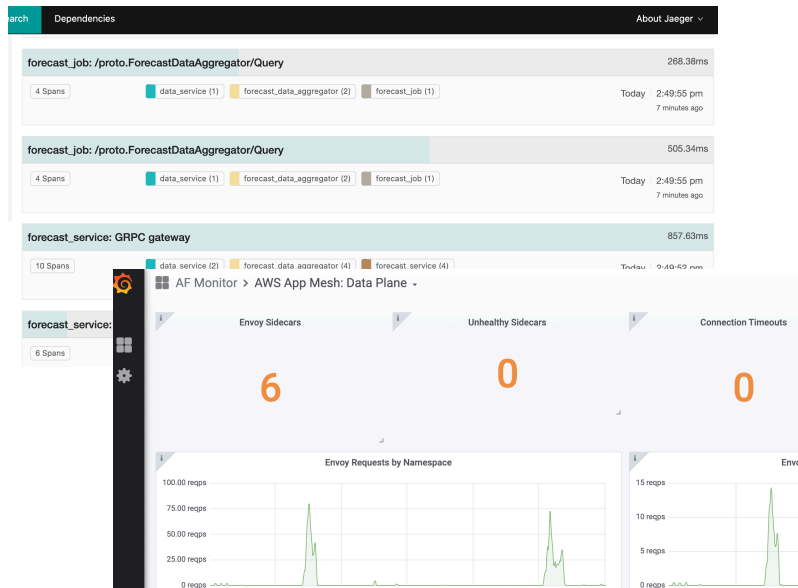 arch Dependencies About Jaeger
forecast_job: /proto.ForecastDataAggregator/Query 268.38ms
4 Spans data_service (1) forecast_data_aggregator (2) forecast_job (1) Today 2:49:55 pm
7 minutes ago
forecast_job: /proto.ForecastDataAggregator/Query 505.34ms
4 Spans data_service (1) forecast_data_aggregator (2) forecast_job (1) Today 2:49:55 pm
7 minutes ago
forecast_service: GRPC gateway 857.63ms
10 Spans data_service (2) forecast_data_aggregator (4) forecast_service (4) Today 2:49:52 pm
forecast_service:
6 Spans
AF Monitor > AWS App Mesh: Data Plane
i Envoy Sidecars i Unhealthy Sidecars i Connection Timeouts
6 0 0
i Envoy Requests by Namespace i Envo
100.00 reqps 15 reqps
75.00 reqps
10 reqps
50.00 reqps
5 reqps
25.00 reqps
0 reqps 0 reqps